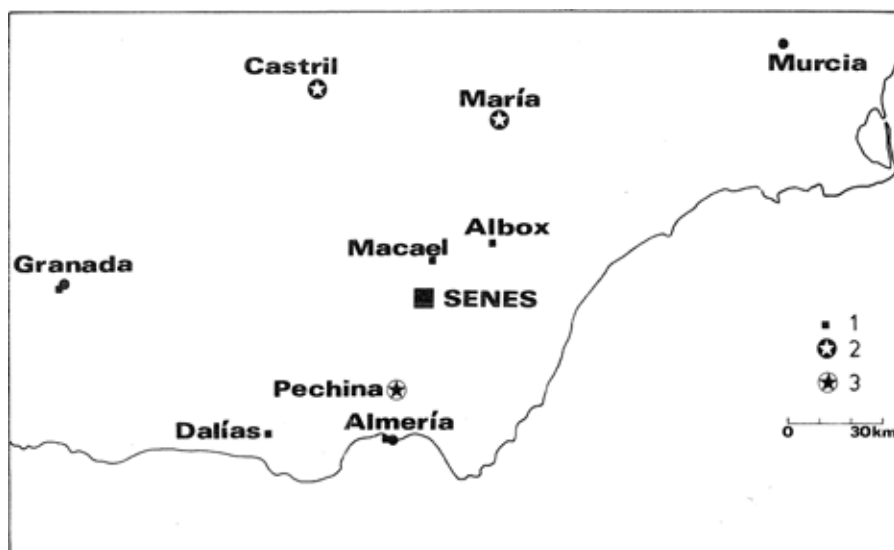 Castril
María
Murcia
Albox
Macael
Granada
SENES
1
2
Pechina
3
Almería
Dalías
0 30km